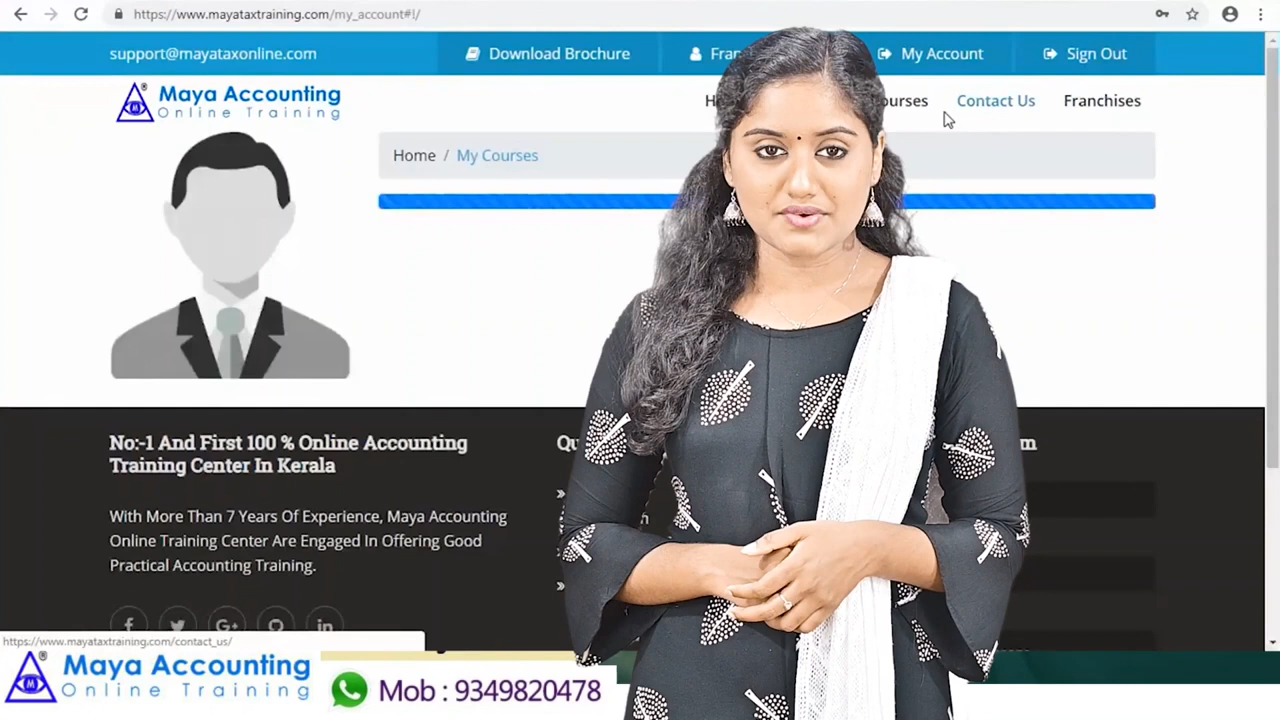 https://www.mayataxtraining.com/my_account#!/
support@mayataxonline.com
Download Brochure
My Account
Sign Out
Maya Accounting
Online Training
Contact Us
Franchises
Home / My Courses
No:-1 And First 100 % Online Accounting
Training Center In Kerala
With More Than 7 Years Of Experience, Maya Accounting
Online Training Center Are Engaged In Offering Good
Practical Accounting Training.
https://www.mayataxtraining.com/contact_us/
Maya Accounting
Online Training
Mob : 9349820478